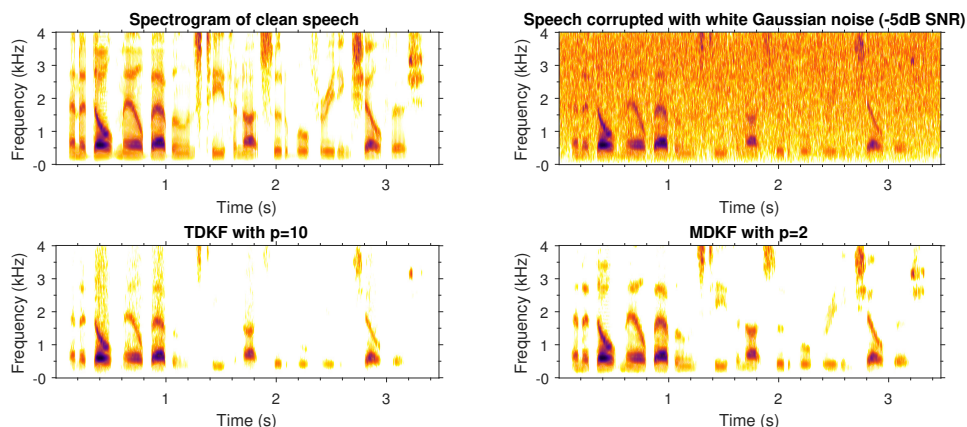 Spectrogram of clean speech
Frequency (kHz)
4
3
2
1
-0
1
2
3
Time (s)
Speech corrupted with white Gaussian noise (-5dB SNR)
Frequency (kHz)
4
3
2
1
-0
1
2
3
Time (s)
TDKF with p=10
Frequency (kHz)
4
3
2
1
-0
1
2
3
Time (s)
MDKF with p=2
Frequency (kHz)
4
3
2
1
-0
1
2
3
Time (s)